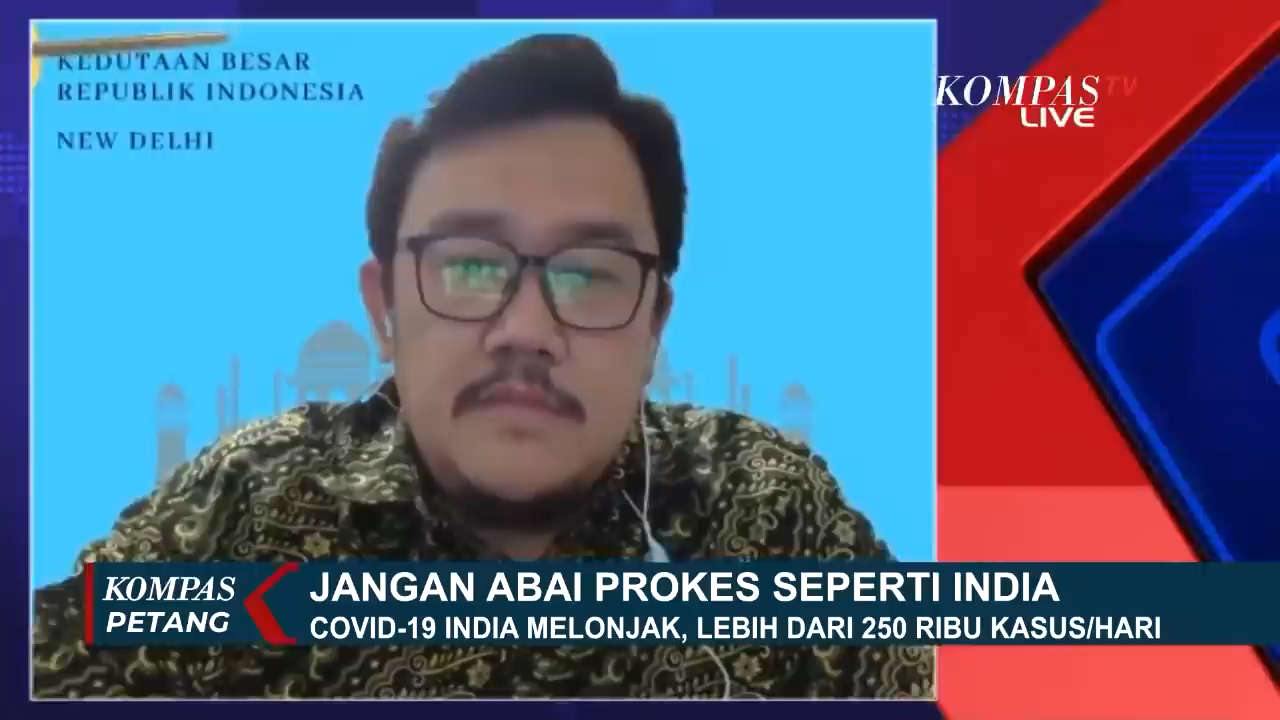 KEDUTAAN BESAR
REPUBLIK INDONESIA
NEW DELHI
KOMPAS TV
LIVE
KOMPAS
PETANG
JANGAN ABAI PROKES SEPERTI INDIA
COVID-19 INDIA MELONJAK, LEBIH DARI 250 RIBU KASUS/HARI